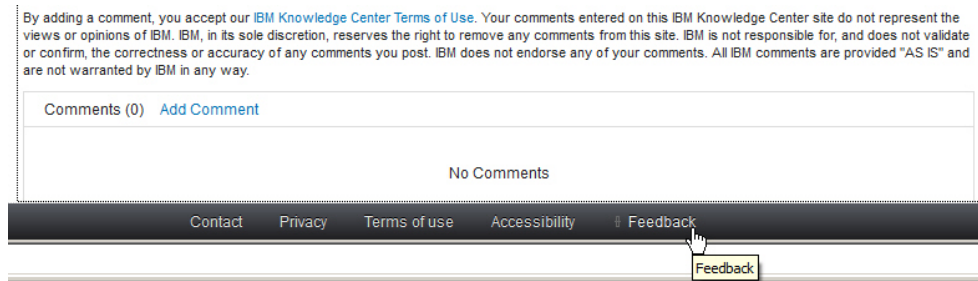 By adding a comment, you accept our IBM Knowledge Center Terms of Use. Your comments entered on this IBM Knowledge Center site do not represent the
views or opinions of IBM. IBM, in its sole discretion, reserves the right to remove any comments from this site. IBM is not responsible for, and does not validate
or confirm, the correctness or accuracy of any comments you post. IBM does not endorse any of your comments. All IBM comments are provided "AS IS" and
are not warranted by IBM in any way.
Comments (0) Add Comment
No Comments
Contact Privacy Terms of use Accessibility Feedback
Feedback